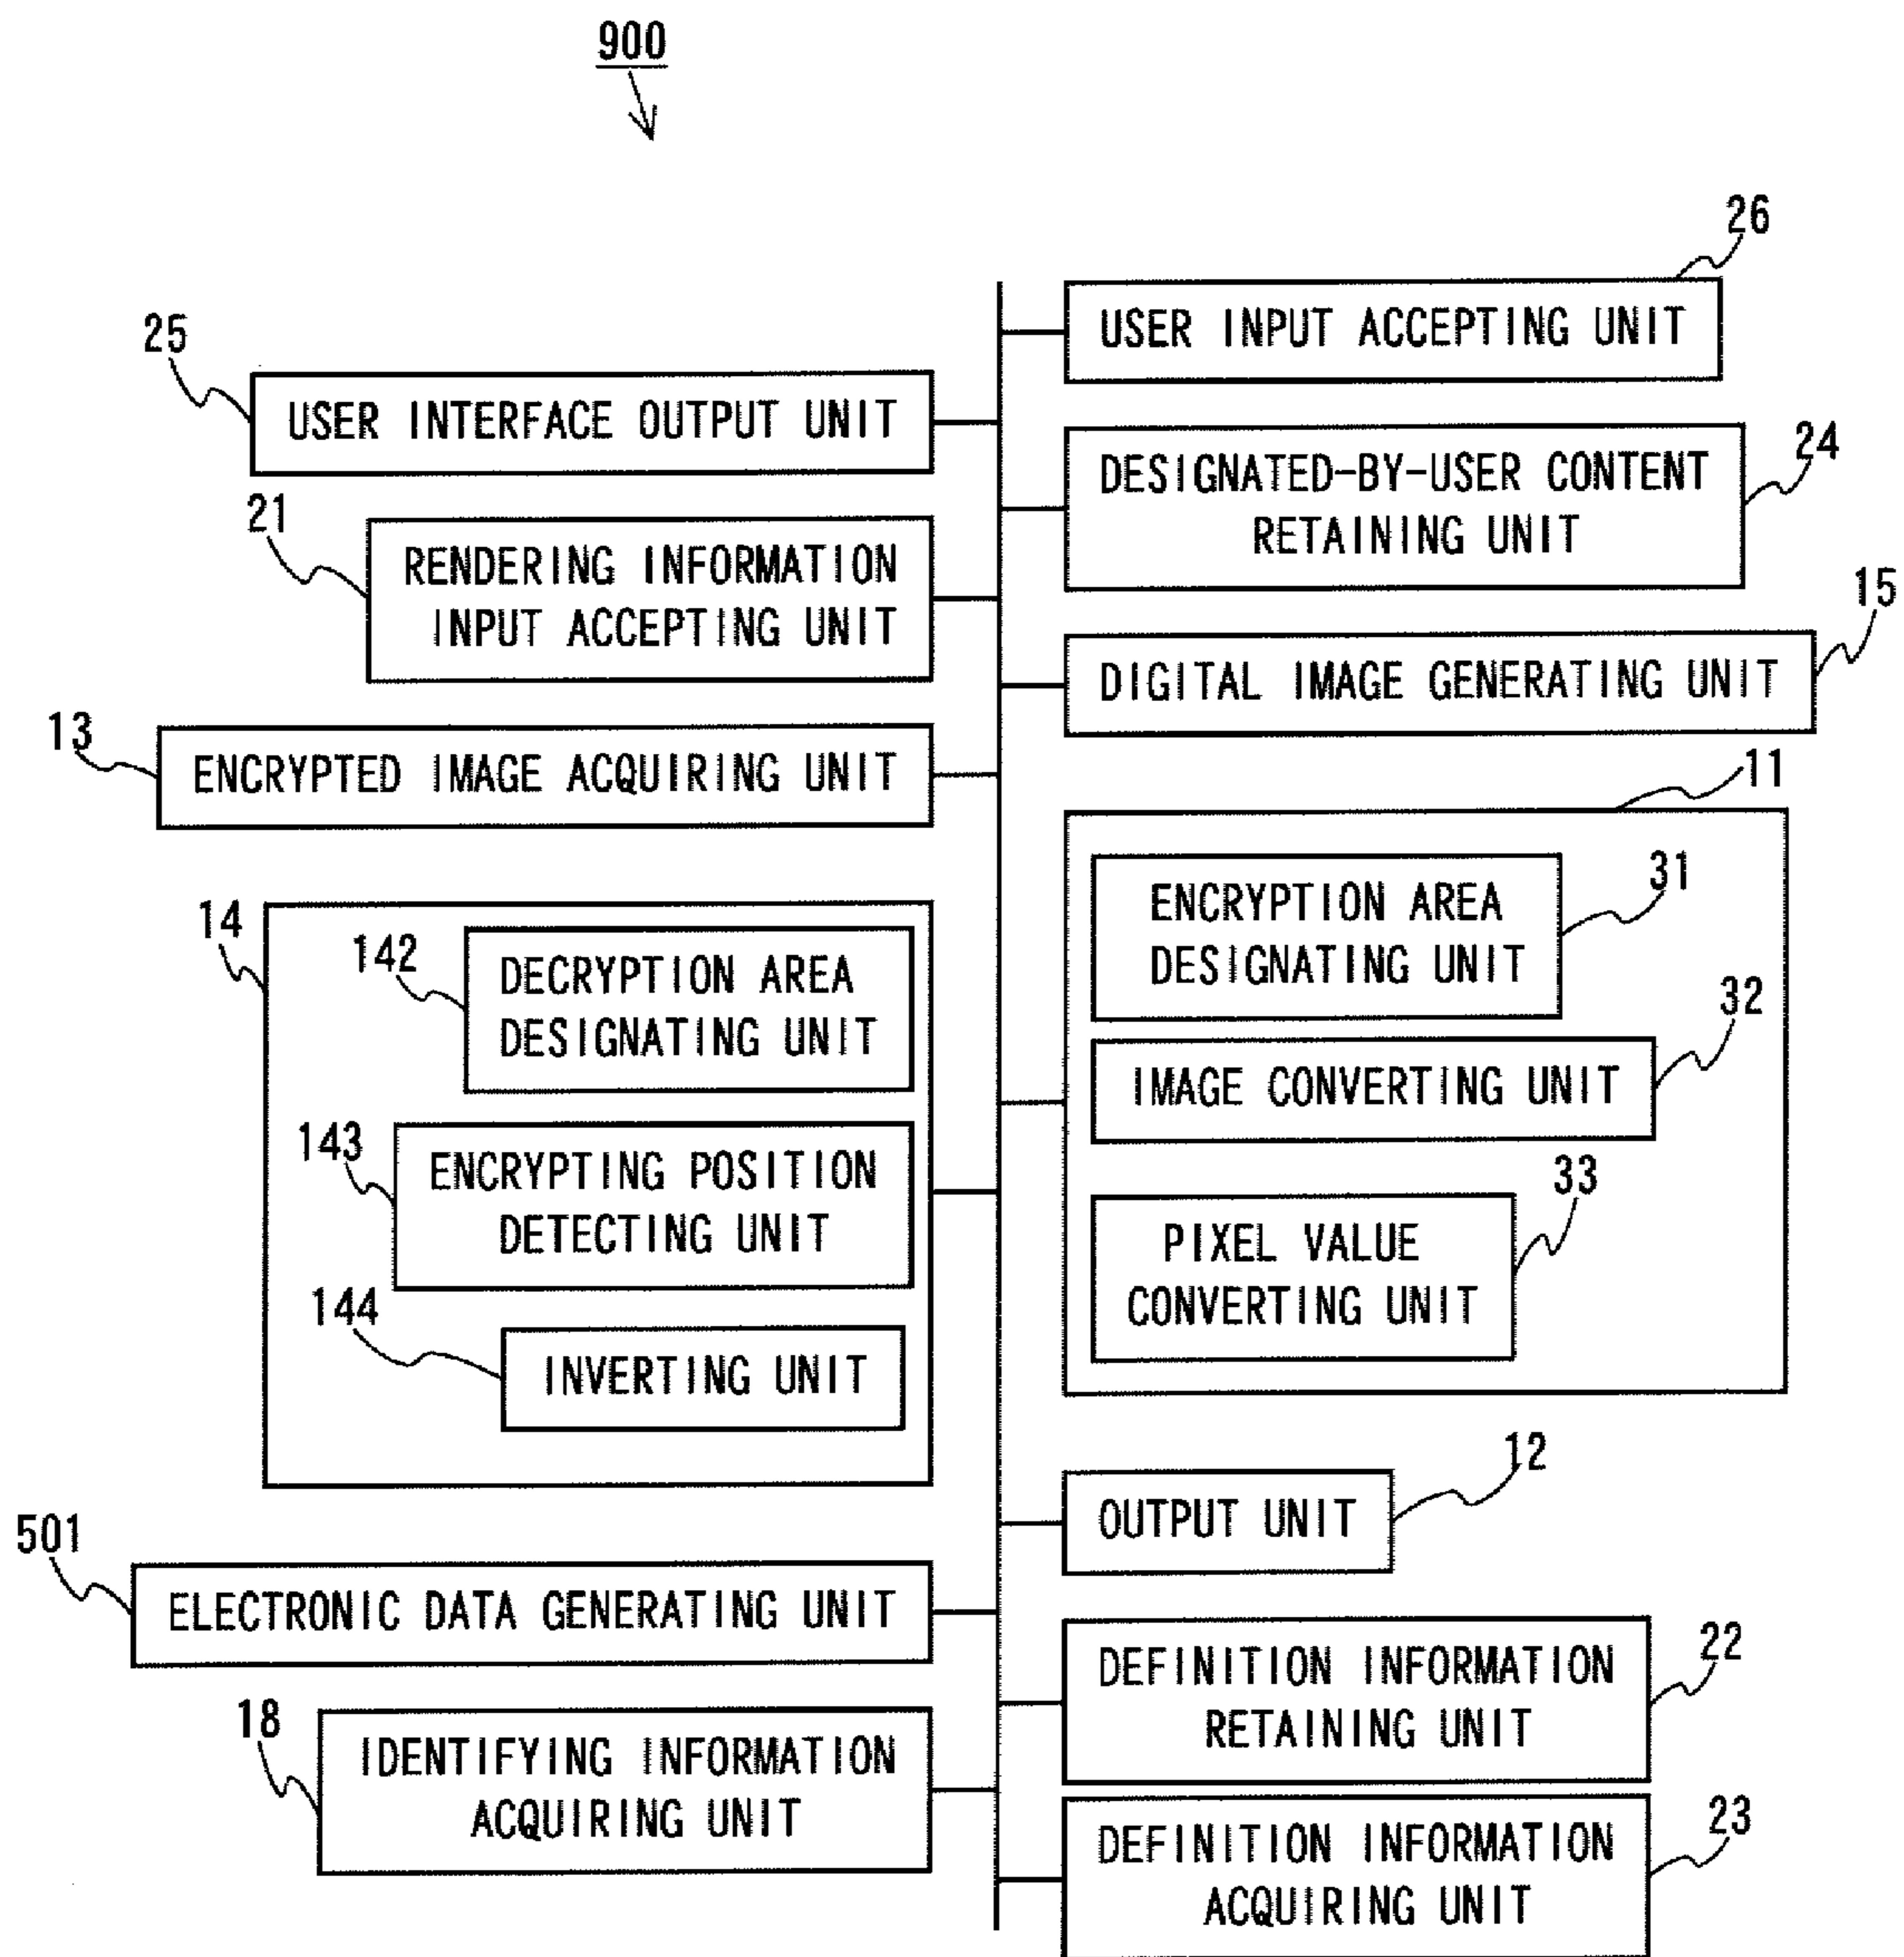 900
26
USER INPUT ACCEPTING UNIT
25
USER INTERFACE OUTPUT UNIT
24
DESIGNATED-BY-USER CONTENT
RETAINING UNIT
21
RENDERING INFORMATION
INPUT ACCEPTING UNIT
15
DIGITAL IMAGE GENERATING UNIT
13
ENCRYPTED IMAGE ACQUIRING UNIT
11
31
ENCRYPTION AREA
DESIGNATING UNIT
32
IMAGE CONVERTING UNIT
33
PIXEL VALUE
CONVERTING UNIT
14
142
DECRYPTION AREA
DESIGNATING UNIT
143
ENCRYPTING POSITION
DETECTING UNIT
144
INVERTING UNIT
12
OUTPUT UNIT
501
ELECTRONIC DATA GENERATING UNIT
22
DEFINITION INFORMATION
RETAINING UNIT
18
IDENTIFYING INFORMATION
ACQUIRING UNIT
23
DEFINITION INFORMATION
ACQUIRING UNIT